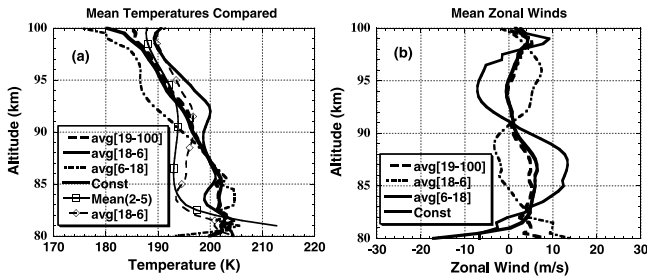 Mean Temperatures Compared
100
95
90
85
80
170 180 190 200 210 220
Altitude (km)
Temperature (K)
(a)
avg[19-100]
avg[18-6]
avg[6-18]
Const
Mean(2-5)
avg[18-6]
Mean Zonal Winds
100
95
90
85
80
-30 -20 -10 0 10 20 30
Altitude (km)
Zonal Wind (m/s)
(b)
avg[19-100]
avg[18-6]
avg[6-18]
Const